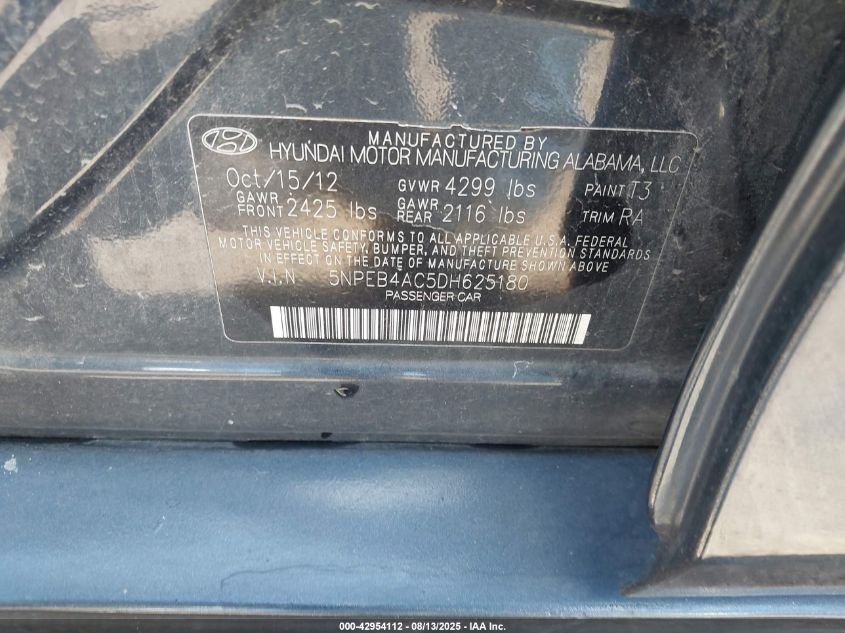 MANUFACTURED BY
HYUNDAI MOTOR MANUFACTURING ALABAMA, LLC
Oct/15/12 GVWR 4299 lbs PAINT T3
GAWR FRONT 2425 lbs GAWR REAR 2116 lbs TRIM RA
THIS VEHICLE CONFORMS TO ALL APPLICABLE U.S.A. FEDERAL
MOTOR VEHICLE SAFETY, BUMPER, AND THEFT PREVENTION STANDARDS
IN EFFECT ON THE DATE OF MANUFACTURE SHOWN ABOVE
V.I.N 5NPEB4AC5DH625180
PASSENGER CAR
000-42954112 - 08/13/2025 - IAA Inc.